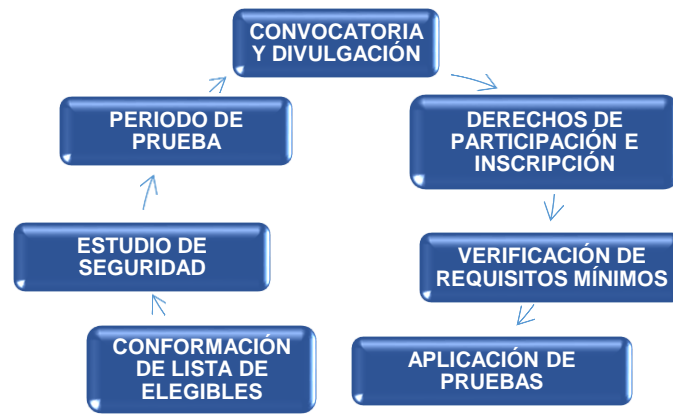 CONVOCATORIA
Y DIVULGACIÓN
DERECHOS DE
PARTICIPACIÓN E
INSCRIPCIÓN
VERIFICACIÓN DE
REQUISITOS MÍNIMOS
APLICACIÓN DE
PRUEBAS
CONFORMACIÓN
DE LISTA DE
ELEGIBLES
ESTUDIO DE
SEGURIDAD
PERIODO DE
PRUEBA